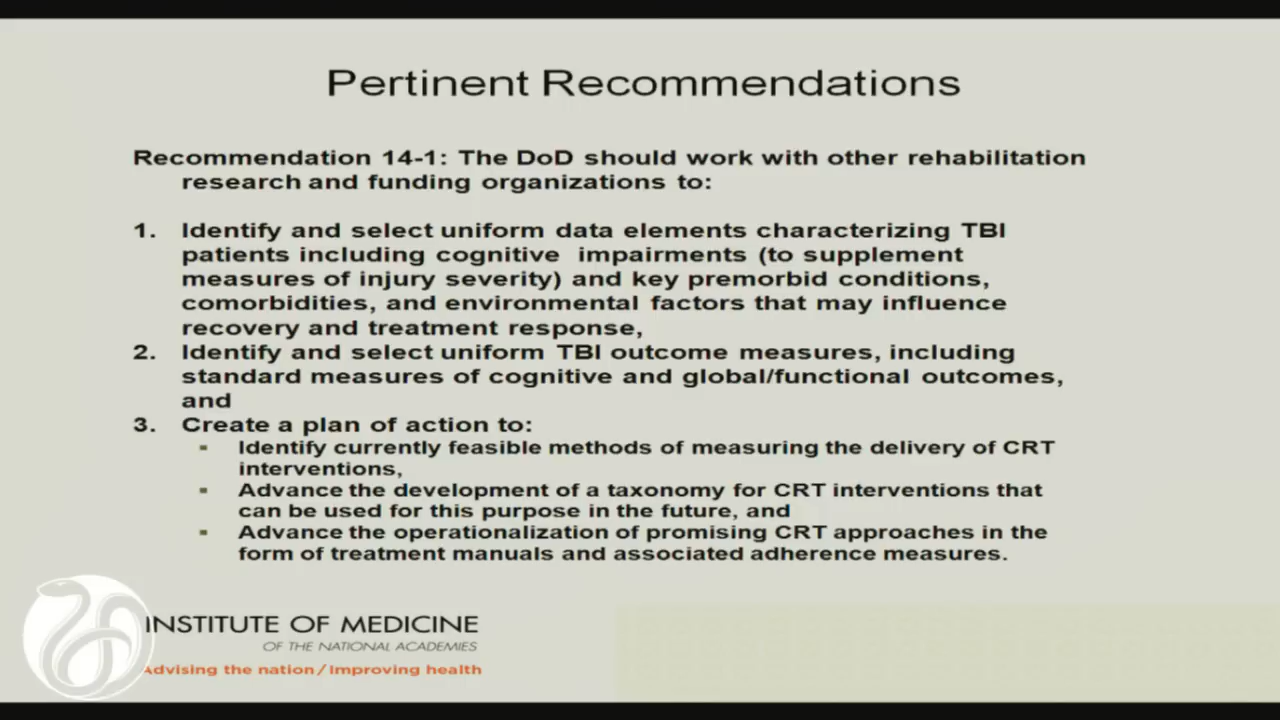 Pertinent Recommendations
Recommendation 14-1: The DoD should work with other rehabilitation
research and funding organizations to:
1. Identify and select uniform data elements characterizing TBI
patients including cognitive impairments (to supplement
measures of injury severity) and key premorbid conditions,
comorbidities, and environmental factors that may influence
recovery and treatment response,
2. Identify and select uniform TBI outcome measures, including
standard measures of cognitive and global/functional outcomes,
and
3. Create a plan of action to:
▪ Identify currently feasible methods of measuring the delivery of CRT
interventions,
▪ Advance the development of a taxonomy for CRT interventions that
can be used for this purpose in the future, and
▪ Advance the operationalization of promising CRT approaches in the
form of treatment manuals and associated adherence measures.
INSTITUTE OF MEDICINE
OF THE NATIONAL ACADEMIES
Advising the nation / Improving health